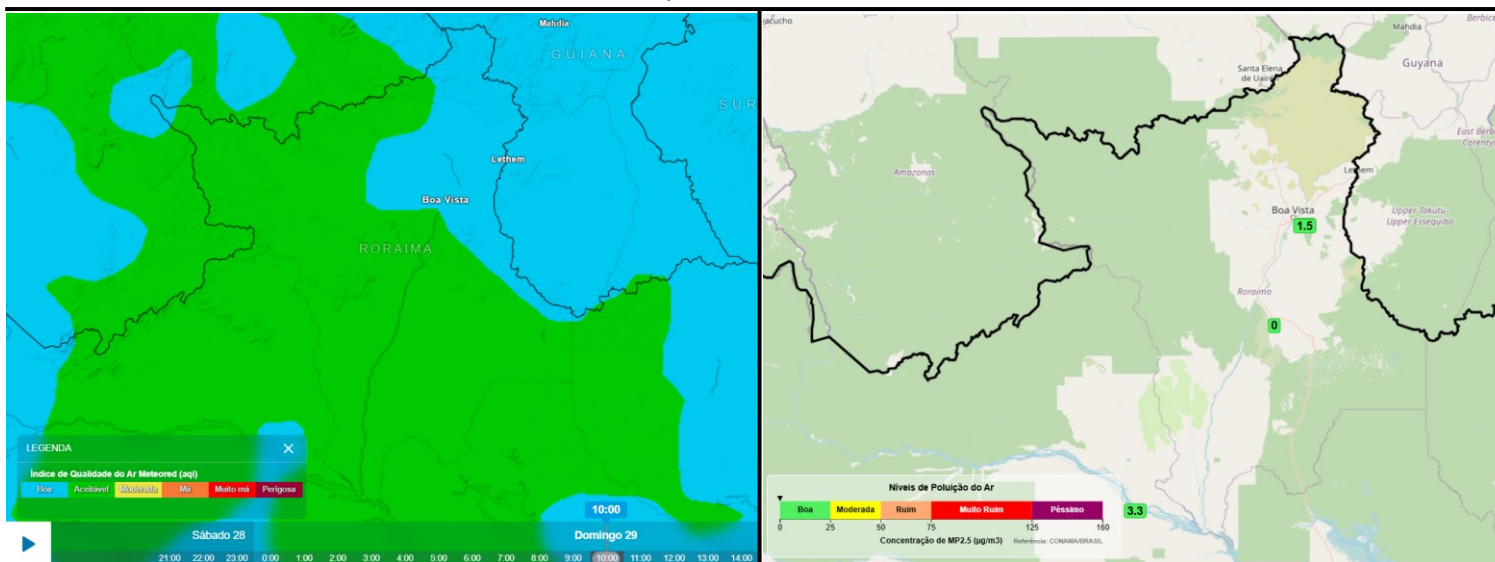 Mahdia
GUIANA
SUR
Lethem
Boa Vista
RORAIMA
LEGENDA
Índice de Qualidade do Ar Meteored (aqi)
Boa Aceitável Moderada Má Muito má Perigosa
10:00
Sábado 28 Domingo 29
21:00 22:00 23:00 0:00 1:00 2:00 3:00 4:00 5:00 6:00 7:00 8:00 9:00 10:00 11:00 12:00 13:00 14:00
yacucho
Berbice
Mahdia
Santa Elena
de Uairén
Guyana
East Berb
Corentyn
Amazonas
Lethem
Boa Vista
1.5
Upper Takutu-
Upper Essequibo
Roraima
0
Níveis de Poluição do Ar
Boa Moderada Ruim Muito Ruim Péssimo
0 25 50 75 125 160
Concentração de MP2.5 (µg/m3) Referência: CONAMA/BRASIL
3.3